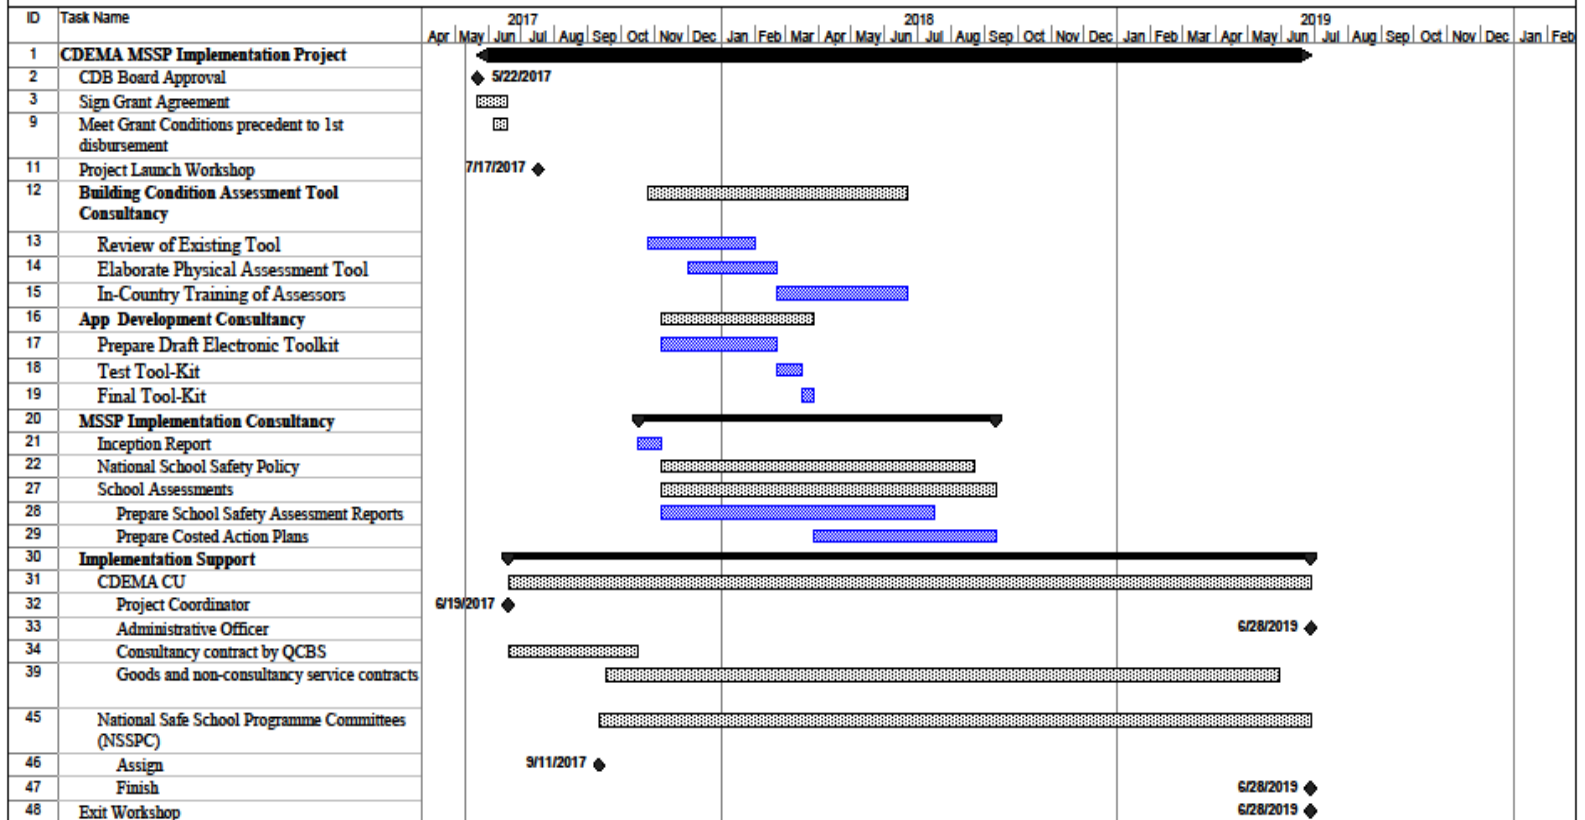 ID Task Name 2017 2018 2019
Apr May Jun Jul Aug Sep Oct Nov Dec Jan Feb Mar Apr May Jun Jul Aug Sep Oct Nov Dec Jan Feb Mar Apr May Jun Jul Aug Sep Oct Nov Dec Jan Feb
1 CDEMA MSSP Implementation Project
2 CDB Board Approval 5/22/2017
3 Sign Grant Agreement
9 Meet Grant Conditions precedent to 1st
disbursement
11 Project Launch Workshop 7/17/2017
12 Building Condition Assessment Tool
Consultancy
13 Review of Existing Tool
14 Elaborate Physical Assessment Tool
15 In-Country Training of Assessors
16 App Development Consultancy
17 Prepare Draft Electronic Toolkit
18 Test Tool-Kit
19 Final Tool-Kit
20 MSSP Implementation Consultancy
21 Inception Report
22 National School Safety Policy
27 School Assessments
28 Prepare School Safety Assessment Reports
29 Prepare Costed Action Plans
30 Implementation Support
31 CDEMA CU
32 Project Coordinator 6/19/2017
33 Administrative Officer 6/28/2019
34 Consultancy contract by QCBS
39 Goods and non-consultancy service contracts
45 National Safe School Programme Committees
(NSSPC)
46 Assign 9/11/2017
47 Finish 6/28/2019
48 Exit Workshop 6/28/2019